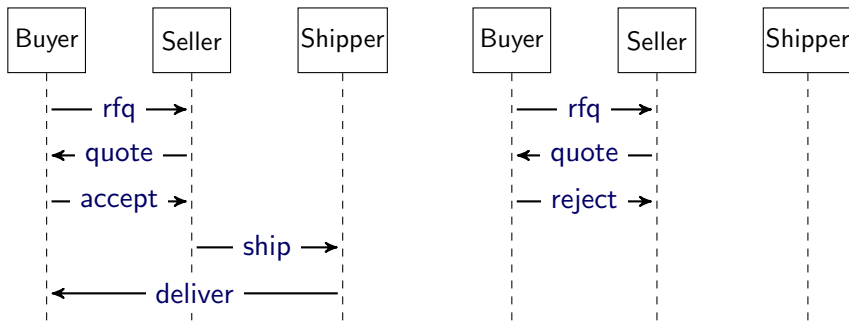 Buyer Seller Shipper
rfq
quote
accept
ship
deliver
Buyer Seller Shipper
rfq
quote
reject